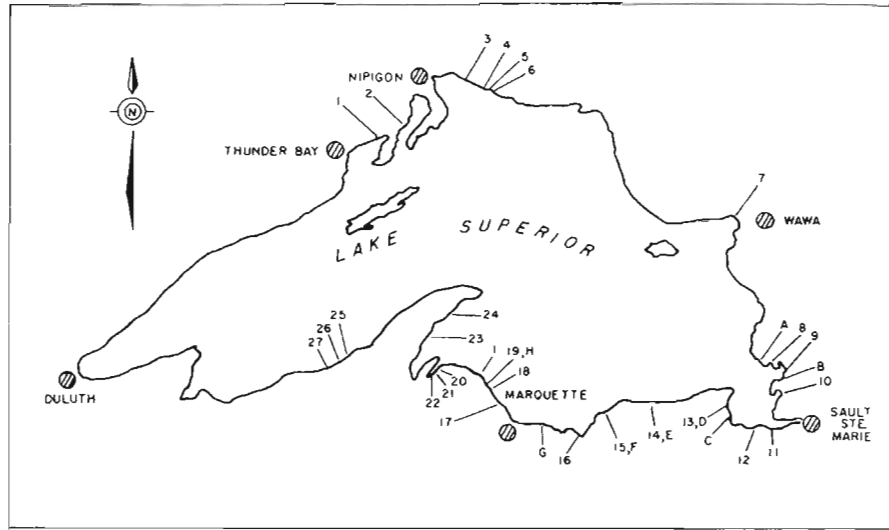 3
4
5
6
NIPIGON
2
1
N
THUNDER BAY
7
WAWA
LAKE SUPERIOR
25
26
27
24
23
A
8
9
B
10
1
19,H
18
20
21
22
DULUTH
MARQUETTE
17
G
16
15,F
14,E
13,D
C
12
11
SAULY
STE
MARIE